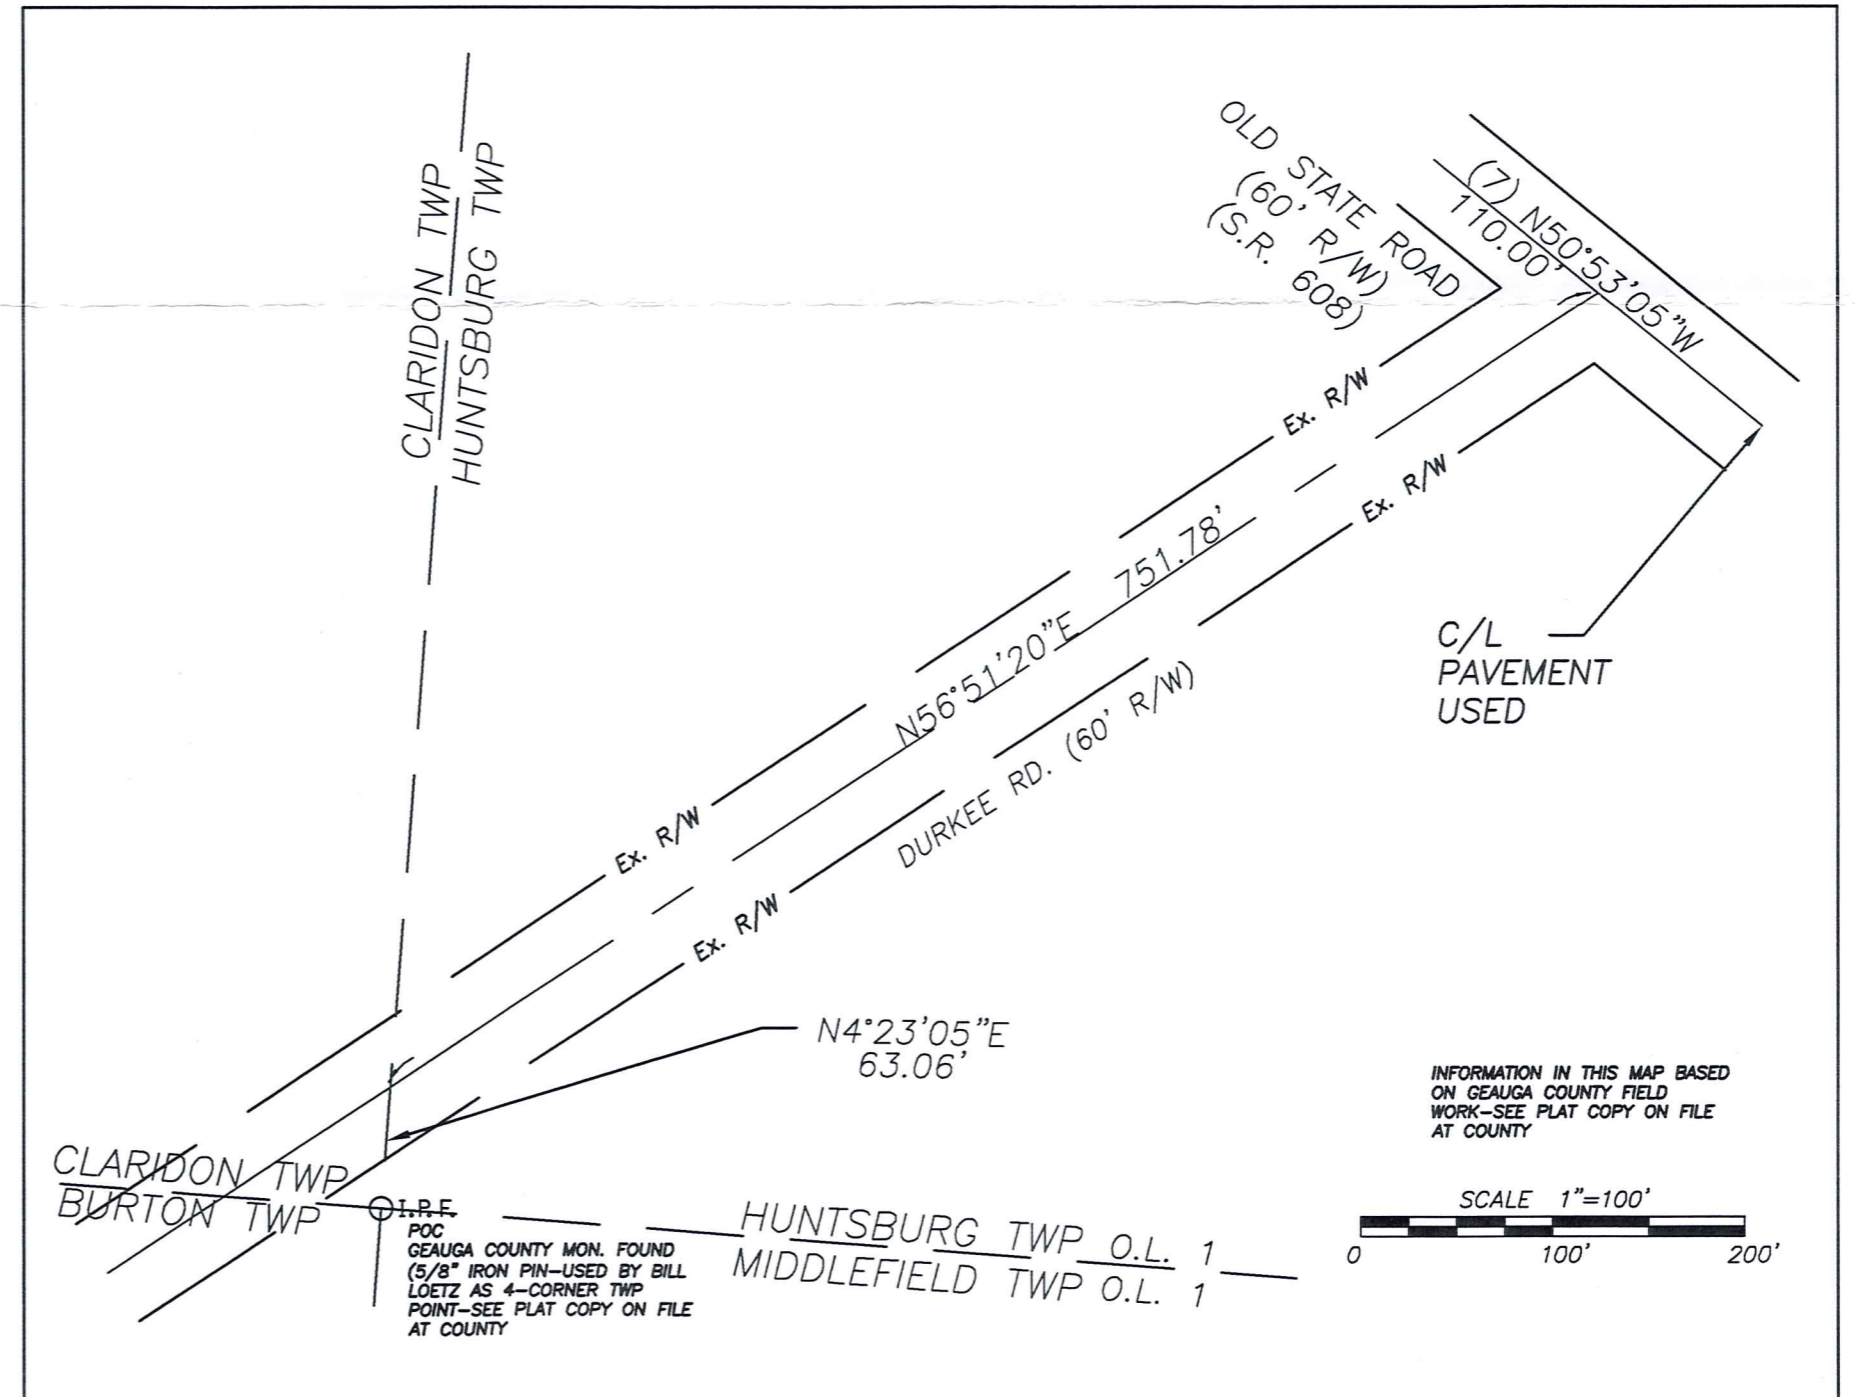 CLARIDON TWP
HUNTSBURG TWP
OLD STATE ROAD
(60' R/W)
(S.R. 608)
(7) N50°53'05"W
110.00'
Ex. R/W
Ex. R/W
N56°51'20"E 751.78'
C/L
PAVEMENT
USED
DURKEE RD. (60' R/W)
Ex. R/W
Ex. R/W
N4°23'05"E
63.06'
INFORMATION IN THIS MAP BASED
ON GEAUGA COUNTY FIELD
WORK-SEE PLAT COPY ON FILE
AT COUNTY
CLARIDON TWP
BURTON TWP
I.P.F.
POC
GEAUGA COUNTY MON. FOUND
(5/8" IRON PIN-USED BY BILL
LOETZ AS 4-CORNER TWP
POINT-SEE PLAT COPY ON FILE
AT COUNTY
HUNTSBURG TWP O.L. 1
MIDDLEFIELD TWP O.L. 1
SCALE 1"=100'
0 100' 200'